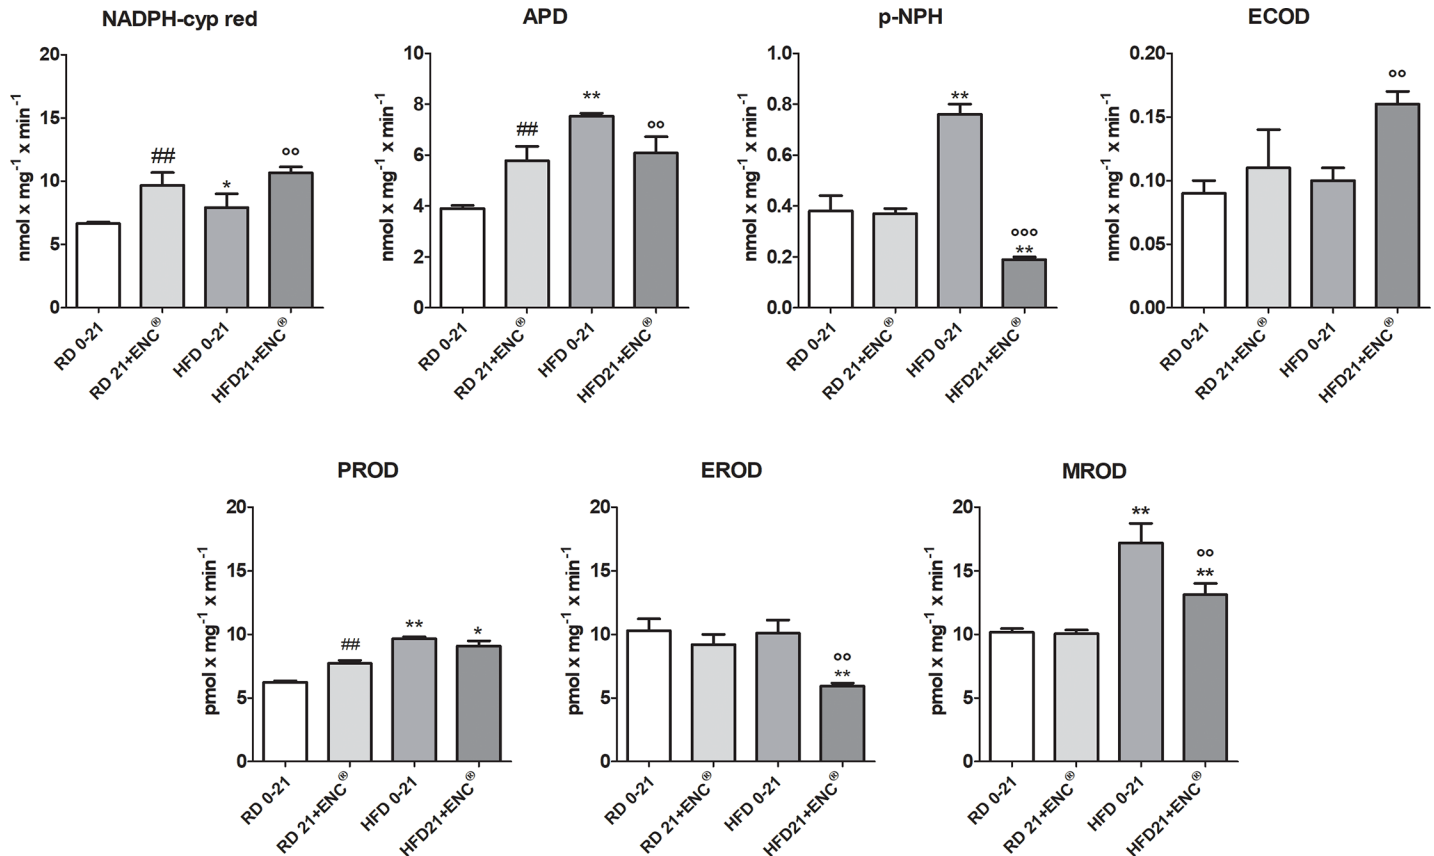 NADPH-cyp red
nmol x mg⁻¹ x min⁻¹
20
15
10
5
0
##
*
°°
RD 0-21
RD 21+ENC®
HFD 0-21
HFD21+ENC®
APD
nmol x mg⁻¹ x min⁻¹
10
8
6
4
2
0
##
**
°°
RD 0-21
RD 21+ENC®
HFD 0-21
HFD21+ENC®
p-NPH
nmol x mg⁻¹ x min⁻¹
1.0
0.8
0.6
0.4
0.2
0.0
**
°°°
**
RD 0-21
RD 21+ENC®
HFD 0-21
HFD21+ENC®
ECOD
nmol x mg⁻¹ x min⁻¹
0.20
0.15
0.10
0.05
0.00
°°
RD 0-21
RD 21+ENC®
HFD 0-21
HFD21+ENC®
PROD
pmol x mg⁻¹ x min⁻¹
20
15
10
5
0
##
**
*
RD 0-21
RD 21+ENC®
HFD 0-21
HFD21+ENC®
EROD
pmol x mg⁻¹ x min⁻¹
20
15
10
5
0
°°
**
RD 0-21
RD 21+ENC®
HFD 0-21
HFD21+ENC®
MROD
pmol x mg⁻¹ x min⁻¹
20
15
10
5
0
**
°°
**
RD 0-21
RD 21+ENC®
HFD 0-21
HFD21+ENC®